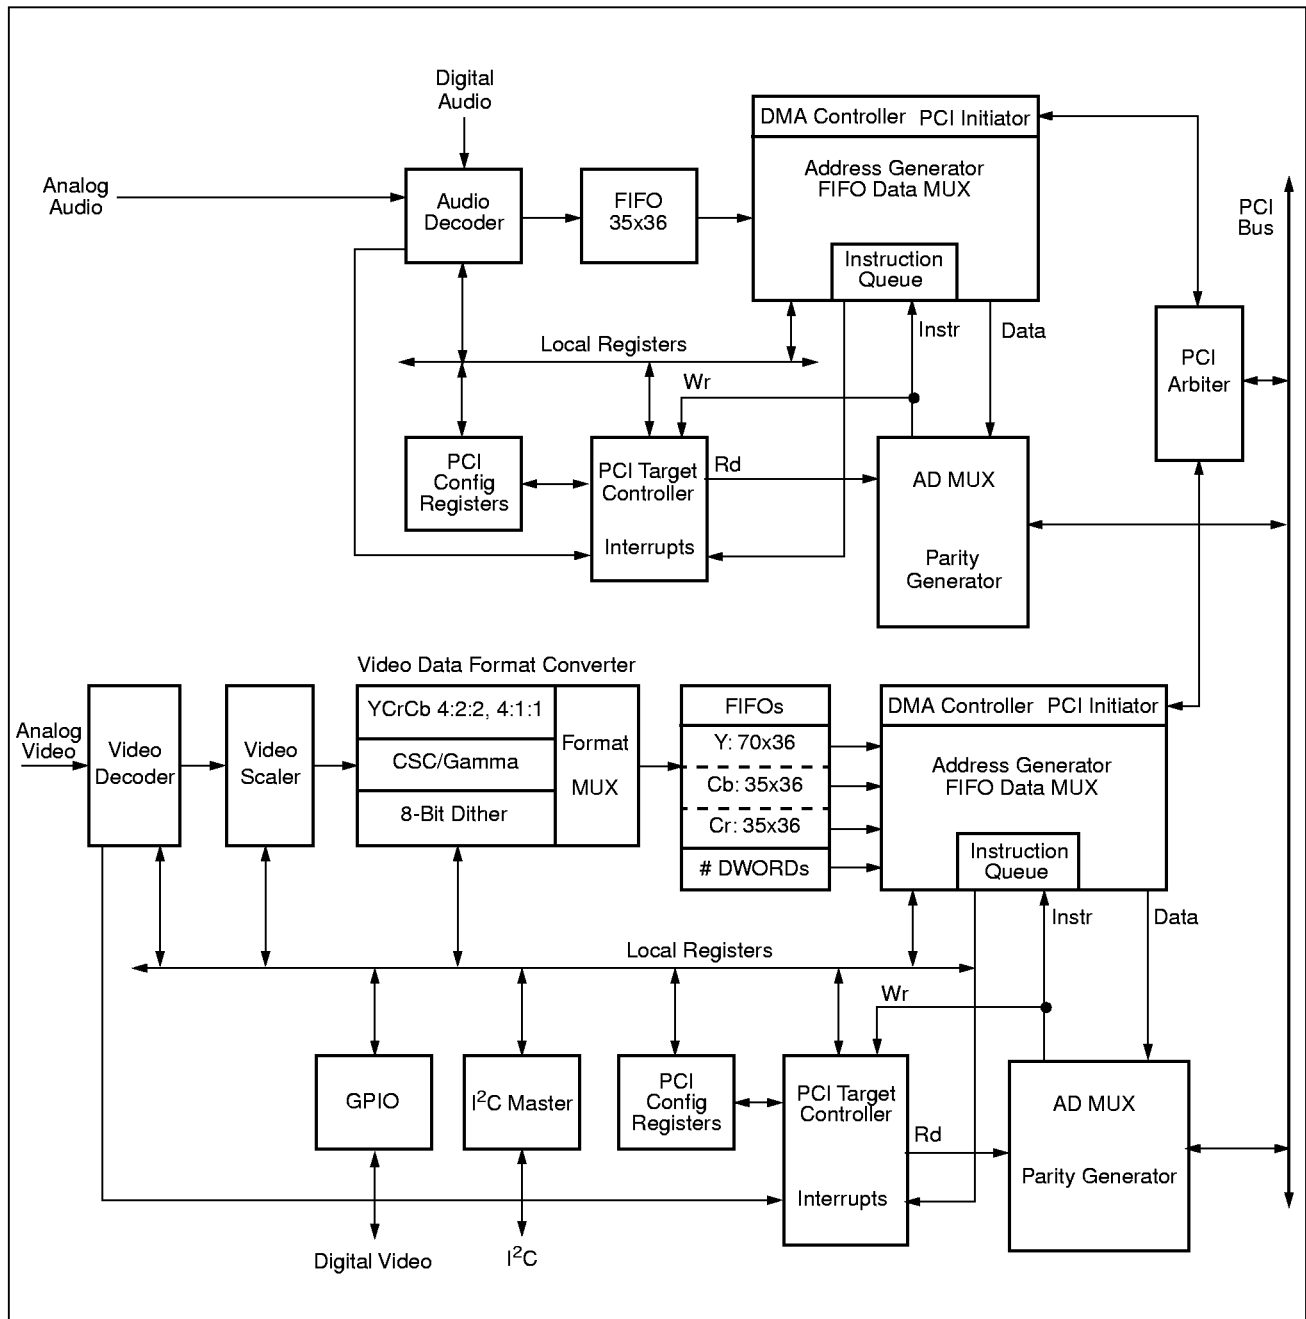 Digital
Audio
Analog
Audio
Audio
Decoder
FIFO
35x36
DMA Controller PCI Initiator
Address Generator
FIFO Data MUX
Instruction
Queue
PCI
Bus
Instr
Data
Local Registers
PCI
Arbiter
Wr
PCI
Config
Registers
PCI Target
Controller
Interrupts
Rd
AD MUX
Parity
Generator
Video Data Format Converter
Analog
Video
Video
Decoder
Video
Scaler
YCrCb 4:2:2, 4:1:1
CSC/Gamma
8-Bit Dither
Format
MUX
FIFOs
Y: 70x36
Cb: 35x36
Cr: 35x36
# DWORDs
DMA Controller PCI Initiator
Address Generator
FIFO Data MUX
Instruction
Queue
Instr
Data
Local Registers
Wr
GPIO
I²C Master
PCI
Config
Registers
PCI Target
Controller
Interrupts
Rd
AD MUX
Parity Generator
Digital Video
I²C